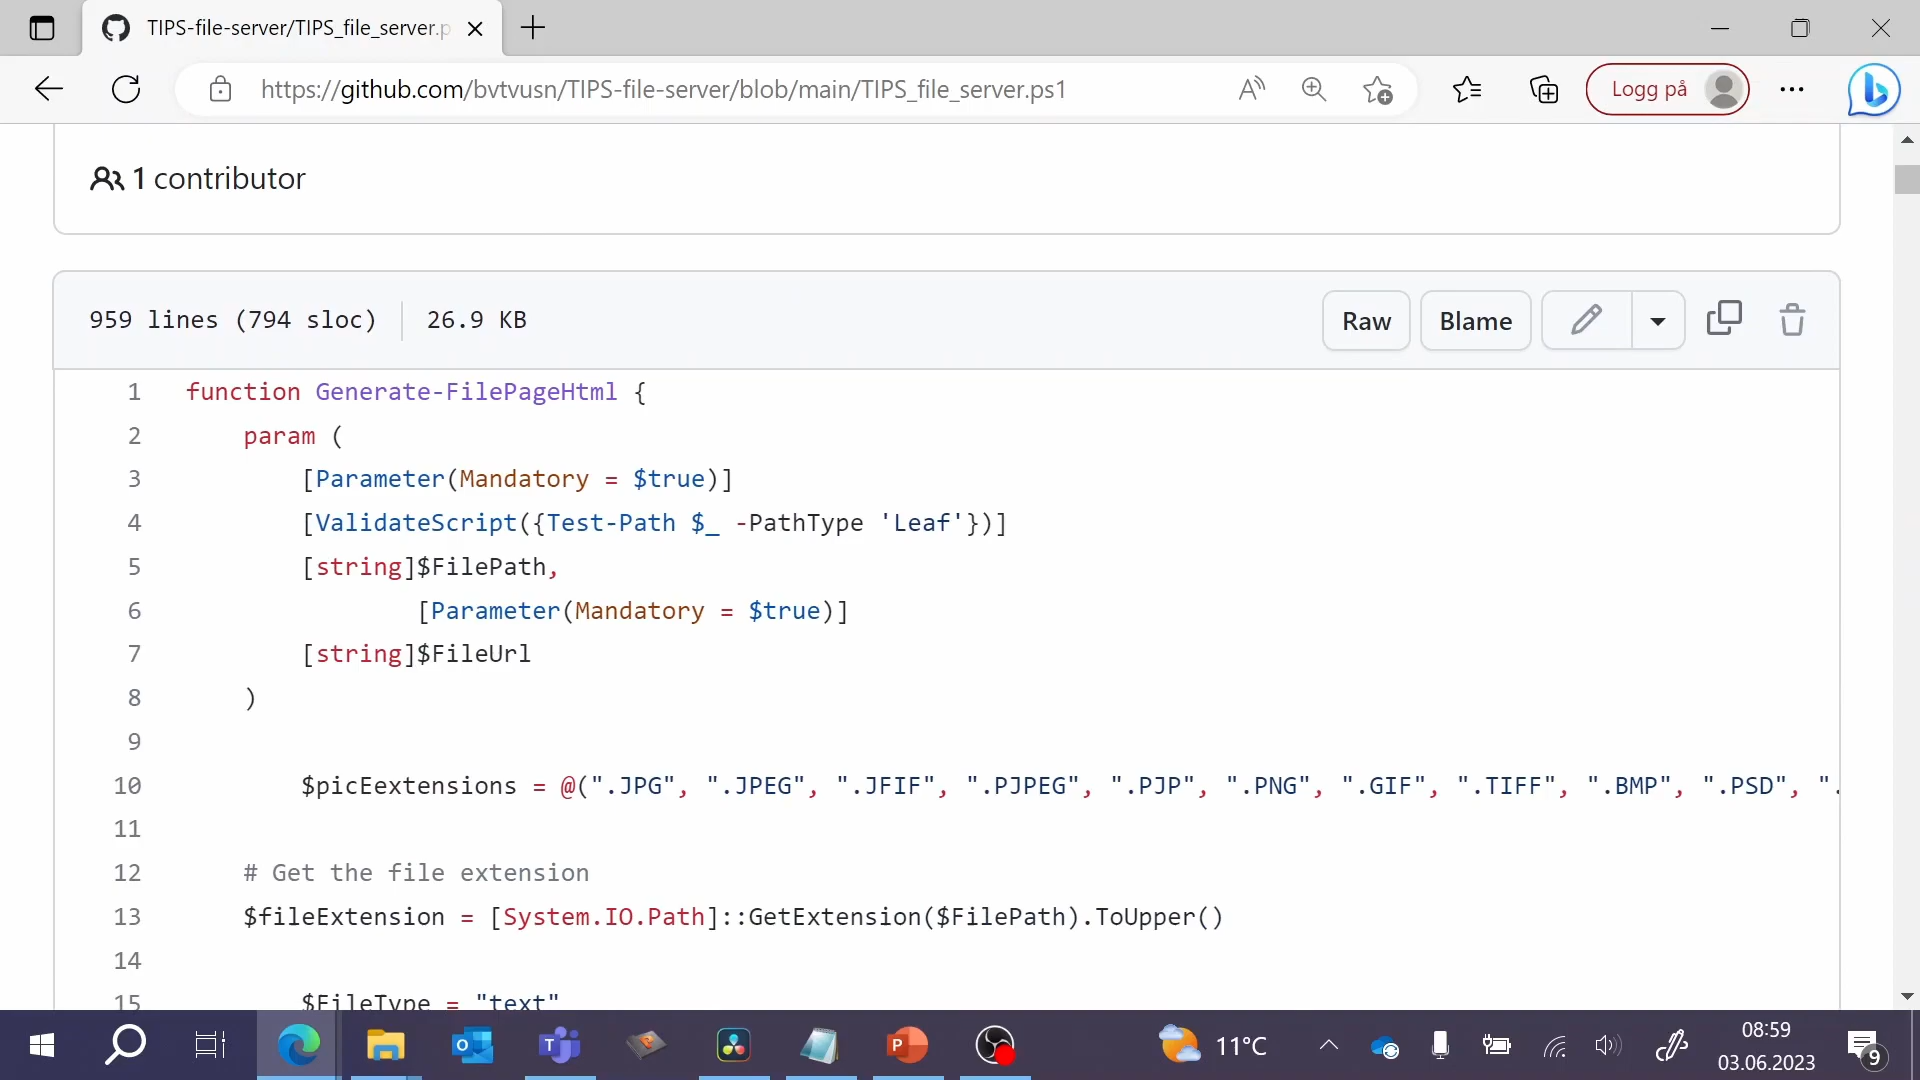 TIPS-file-server/TIPS_file_server.p
https://github.com/bvtvusn/TIPS-file-server/blob/main/TIPS_file_server.ps1
Logg på
1 contributor
959 lines (794 sloc) 26.9 KB
Raw Blame
1 function Generate-FilePageHtml {
2 param (
3 [Parameter(Mandatory = $true)]
4 [ValidateScript({Test-Path $_ -PathType 'Leaf'})]
5 [string]$FilePath,
6 [Parameter(Mandatory = $true)]
7 [string]$FileUrl
8 )
9
10 $picEextensions = @(".JPG", ".JPEG", ".JFIF", ".PJPEG", ".PJP", ".PNG", ".GIF", ".TIFF", ".BMP", ".PSD", ".
11
12 # Get the file extension
13 $fileExtension = [System.IO.Path]::GetExtension($FilePath).ToUpper()
14
15 $FileType = "text"
11°C
08:59
03.06.2023
9